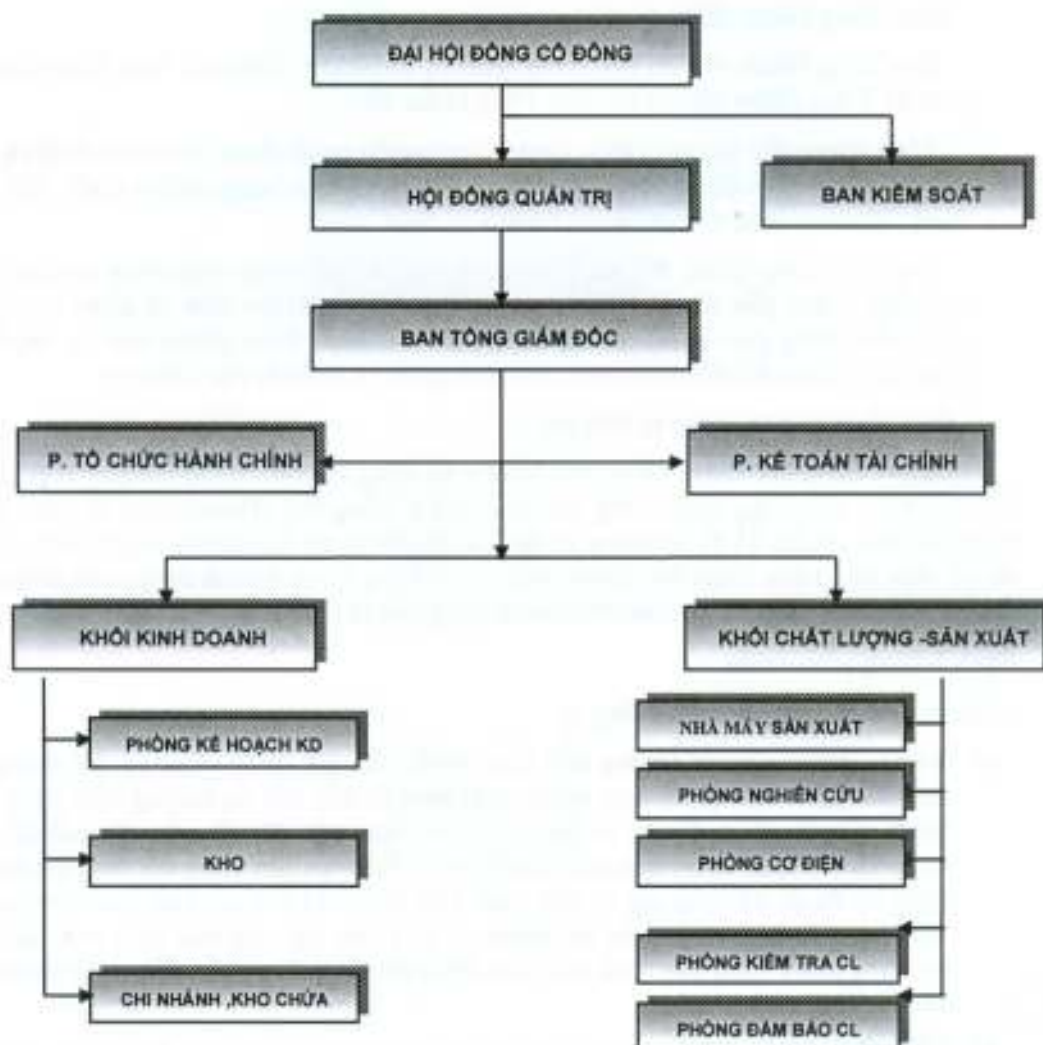 ĐẠI HỘI ĐỒNG CỔ ĐÔNG
HỘI ĐỒNG QUẢN TRỊ
BAN KIỂM SOÁT
BAN TỔNG GIÁM ĐỐC
P. TỔ CHỨC HÀNH CHÍNH
P. KẾ TOÁN TÀI CHÍNH
KHỐI KINH DOANH
KHỐI CHẤT LƯỢNG -SẢN XUẤT
PHÒNG KẾ HOẠCH KD
KHO
CHI NHÁNH ,KHO CHỨA
NHÀ MÁY SẢN XUẤT
PHÒNG NGHIÊN CỨU
PHÒNG CƠ ĐIỆN
PHÒNG KIỂM TRA CL
PHÒNG ĐẢM BẢO CL